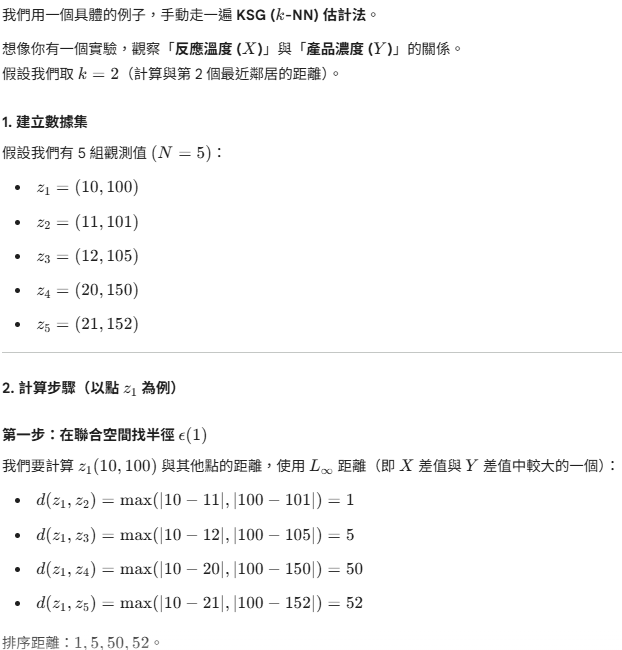 我們用一個具體的例子，手動走一遍 KSG (k-NN) 估計法。
想像你有一個實驗，觀察「反應溫度 (X)」與「產品濃度 (Y)」的關係。
假設我們取 k = 2（計算與第 2 個最近鄰居的距離）。
1. 建立數據集
假設我們有 5 組觀測值 (N = 5)：
• z₁ = (10, 100)
• z₂ = (11, 101)
• z₃ = (12, 105)
• z₄ = (20, 150)
• z₅ = (21, 152)
2. 計算步驟（以點 z₁ 為例）
第一步：在聯合空間找半徑 ϵ(1)
我們要計算 z₁(10, 100) 與其他點的距離，使用 L∞ 距離（即 X 差值與 Y 差值中較大的一個）：
• d(z₁, z₂) = max(|10 − 11|, |100 − 101|) = 1
• d(z₁, z₃) = max(|10 − 12|, |100 − 105|) = 5
• d(z₁, z₄) = max(|10 − 20|, |100 − 150|) = 50
• d(z₁, z₅) = max(|10 − 21|, |100 − 152|) = 52
排序距離：1, 5, 50, 52。